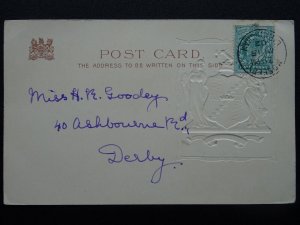 POST CARD.
THE ADDRESS TO BE WRITTEN ON THIS SIDE
Miss H. E. Goodey
40 Ashbourne Rd
Derby.